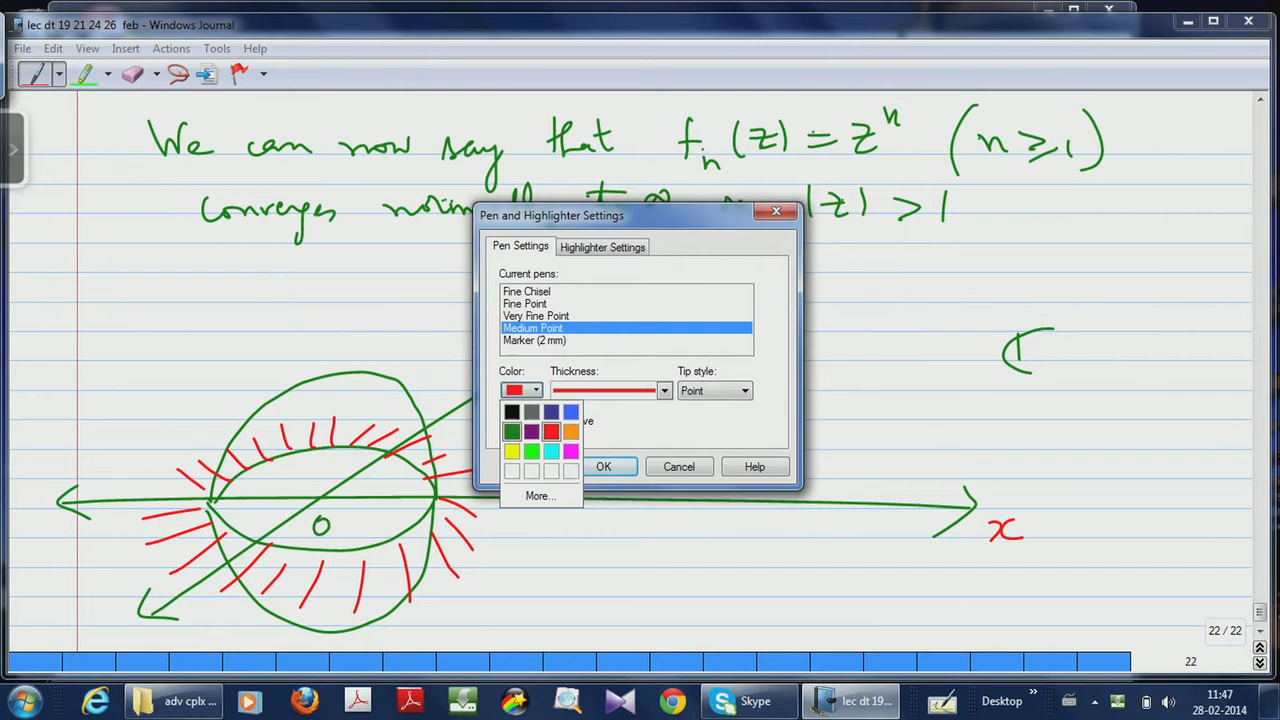 lec dt 19 21 24 26 feb - Windows Journal
File Edit View Insert Actions Tools Help
We can now say that fn(z) = zⁿ (n ≥ 1)
converges |z| > 1
Pen and Highlighter Settings
Pen Settings Highlighter Settings
Current pens:
Fine Chisel
Fine Point
Very Fine Point
Medium Point
Marker (2 mm)
Color: Thickness: Tip style:
Point
OK Cancel Help
More...
0
x
22 / 22
22
adv cplx ... Skype lec dt 19... Desktop »
11:47
28-02-2014